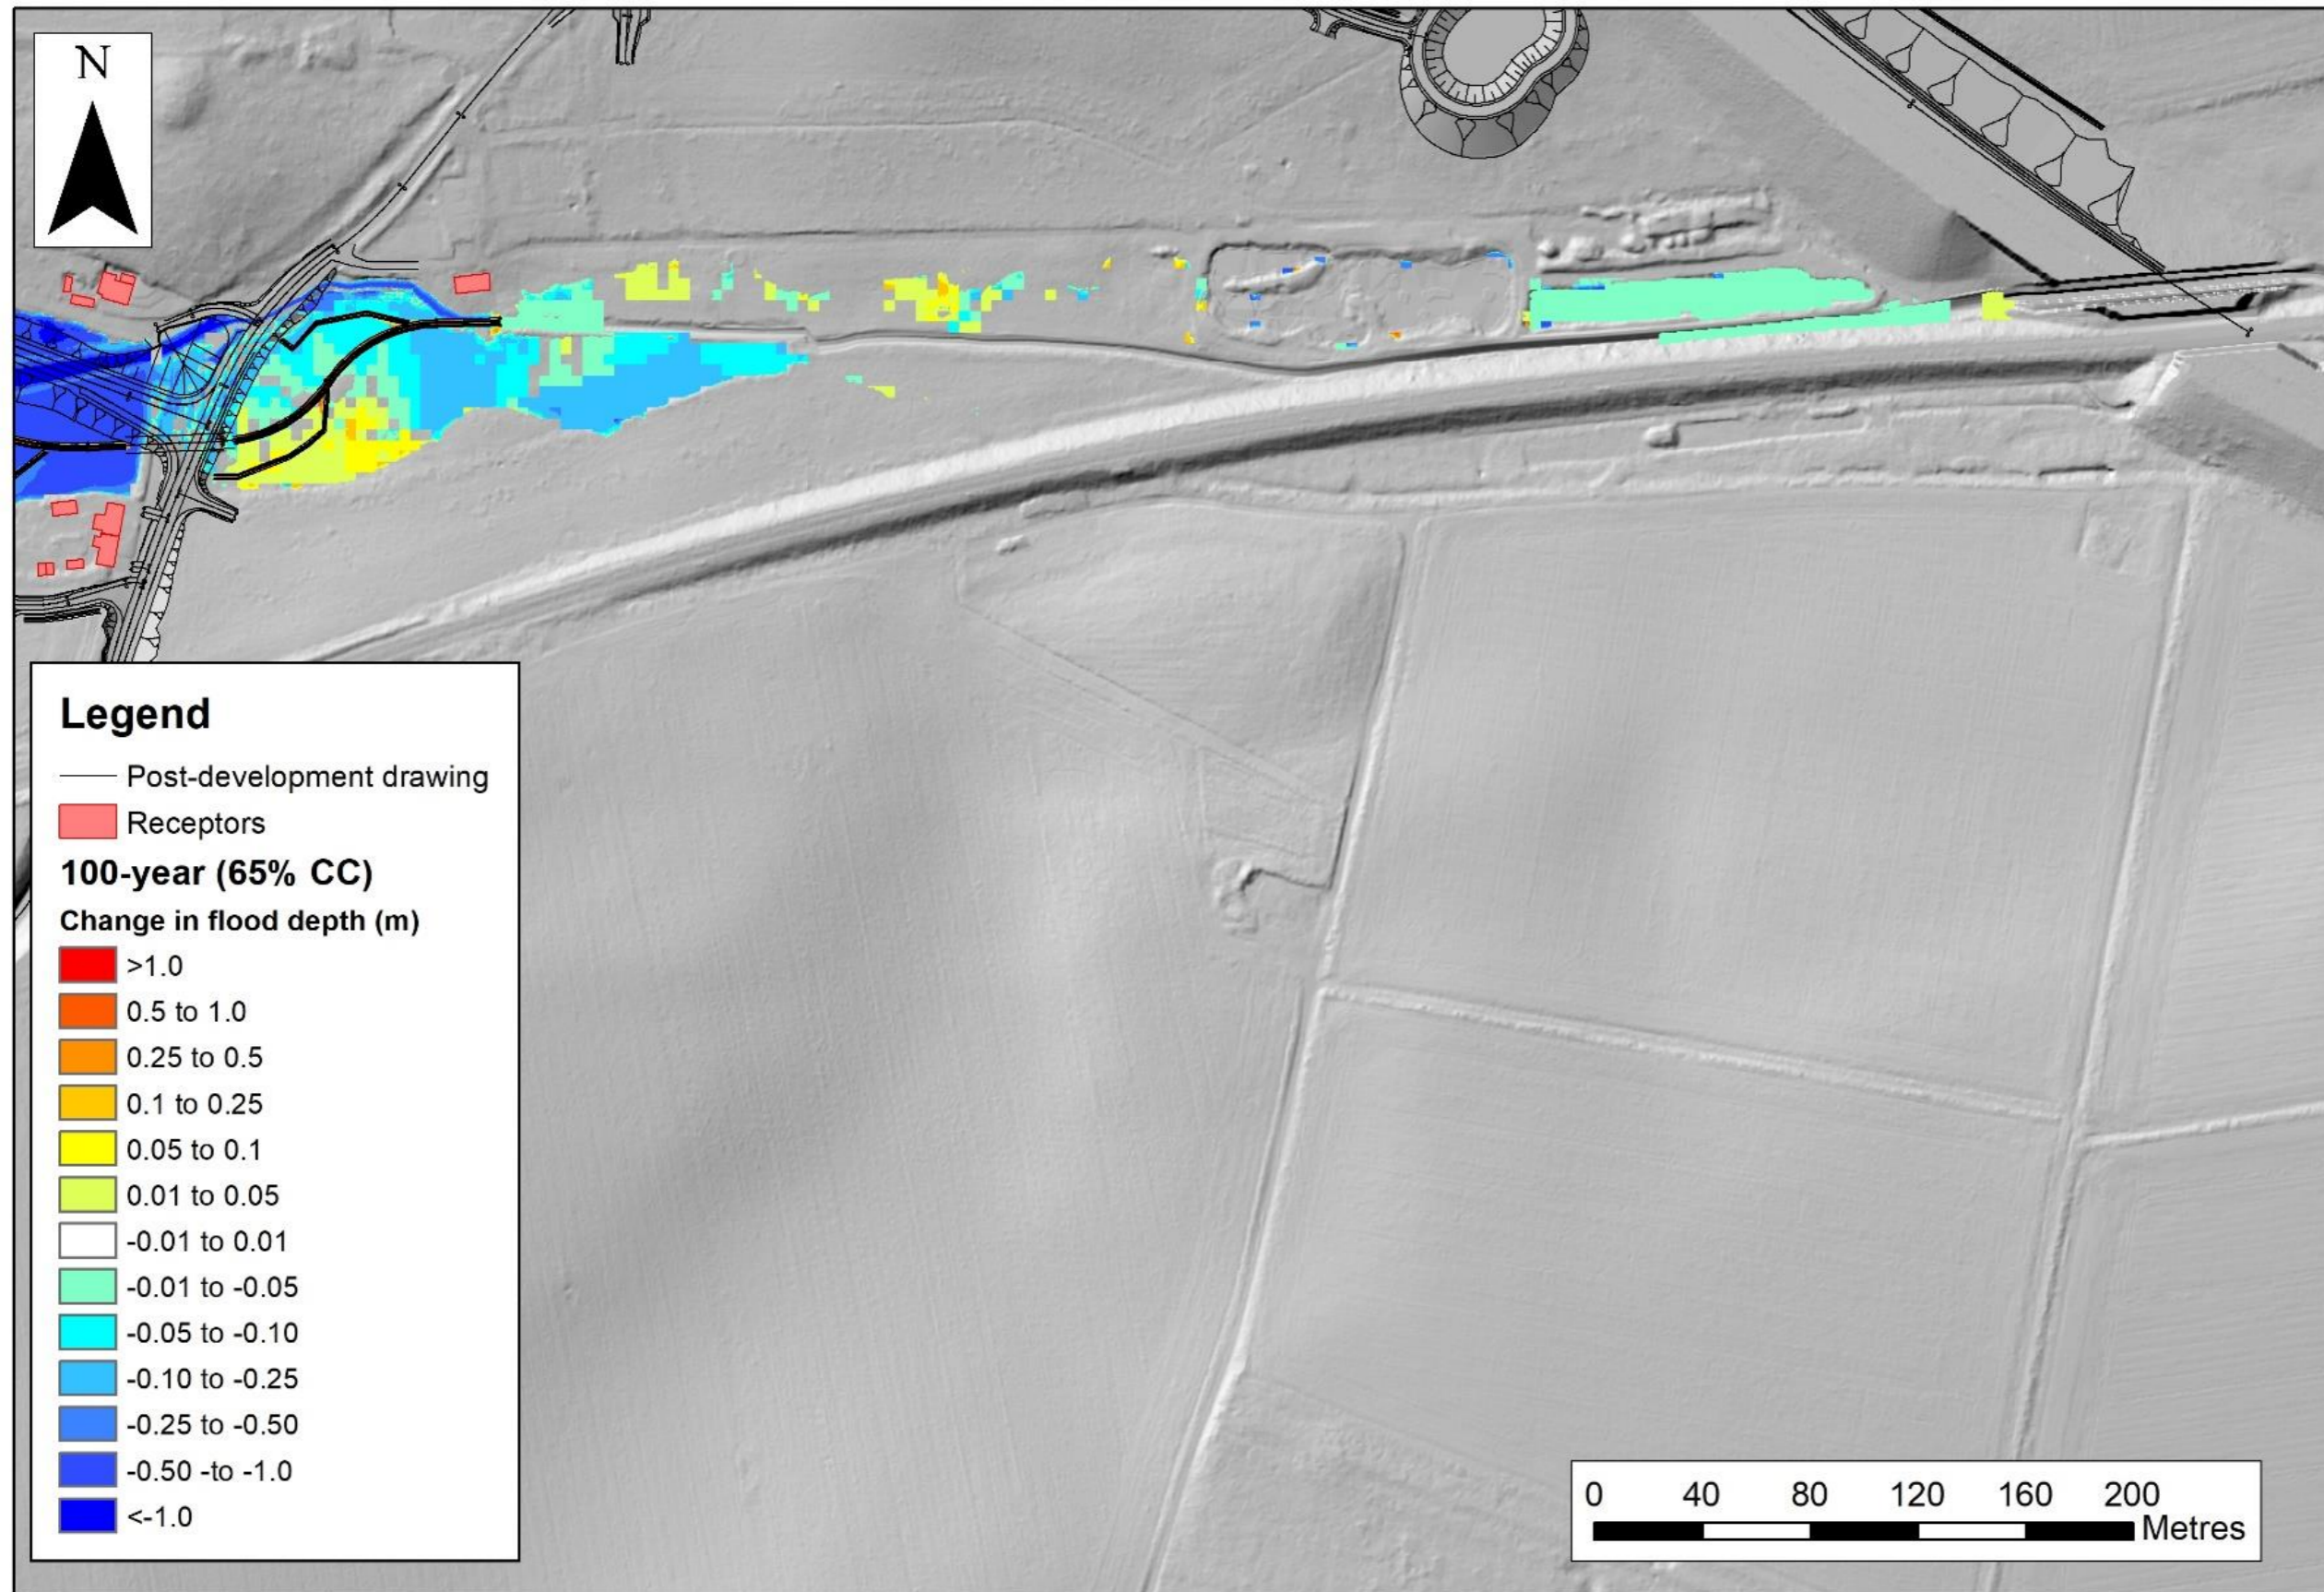 N
Legend
Post-development drawing
Receptors
100-year (65% CC)
Change in flood depth (m)
>1.0
0.5 to 1.0
0.25 to 0.5
0.1 to 0.25
0.05 to 0.1
0.01 to 0.05
-0.01 to 0.01
-0.01 to -0.05
-0.05 to -0.10
-0.10 to -0.25
-0.25 to -0.50
-0.50 -to -1.0
<-1.0
0 40 80 120 160 200
Metres